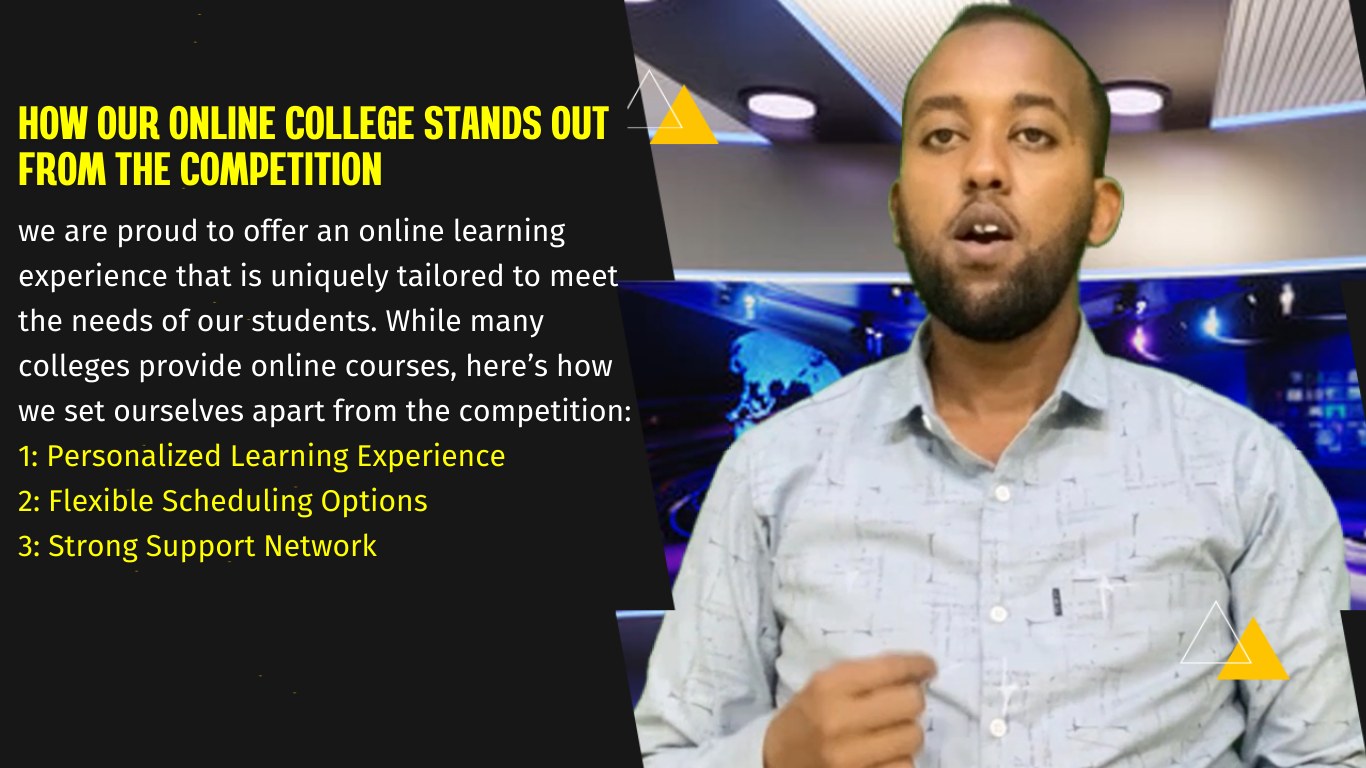 HOW OUR ONLINE COLLEGE STANDS OUT
FROM THE COMPETITION
we are proud to offer an online learning
experience that is uniquely tailored to meet
the needs of our students. While many
colleges provide online courses, here’s how
we set ourselves apart from the competition:
1: Personalized Learning Experience
2: Flexible Scheduling Options
3: Strong Support Network